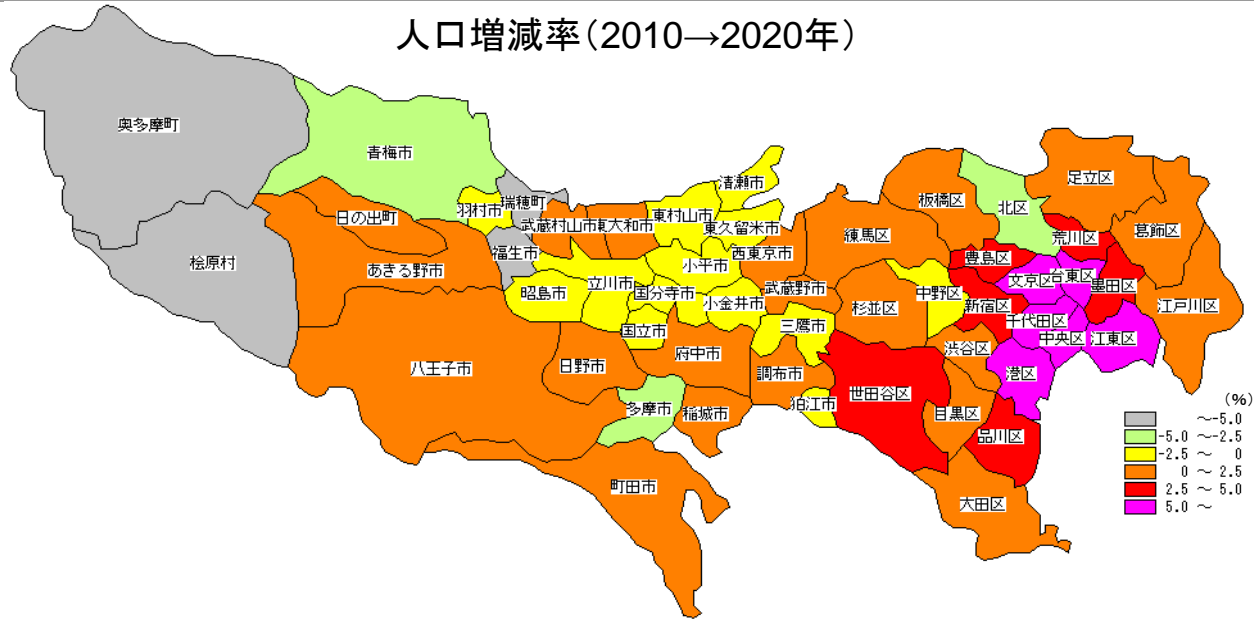 人口増減率(2010→2020年)
奥多摩町
青梅市
檜原村
日の出町
あきる野市
羽村市
瑞穂町
福生市
武蔵村山市
東大和市
東村山市
清瀬市
東久留米市
西東京市
小平市
立川市
昭島市
国分寺市
小金井市
武蔵野市
国立市
三鷹市
八王子市
日野市
府中市
調布市
狛江市
多摩市
稲城市
町田市
練馬区
板橋区
北区
足立区
葛飾区
荒川区
豊島区
文京区
台東区
墨田区
江戸川区
中野区
杉並区
新宿区
千代田区
中央区
江東区
渋谷区
港区
世田谷区
目黒区
品川区
大田区
(%)
~-5.0
-5.0 ~-2.5
-2.5 ~ 0
0 ~ 2.5
2.5 ~ 5.0
5.0 ~